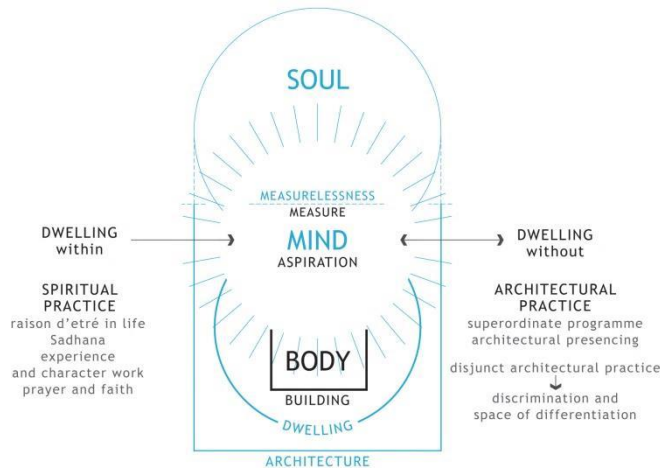 SOUL
MEASURELESSNESS
MEASURE
MIND
ASPIRATION
DWELLING
within
SPIRITUAL
PRACTICE
raison d'etré in life
Sadhana
experience
and character work
prayer and faith
DWELLING
without
ARCHITECTURAL
PRACTICE
superordinate programme
architectural presencing
disjunct architectural practice
discrimination and
space of differentiation
BODY
BUILDING
DWELLING
ARCHITECTURE